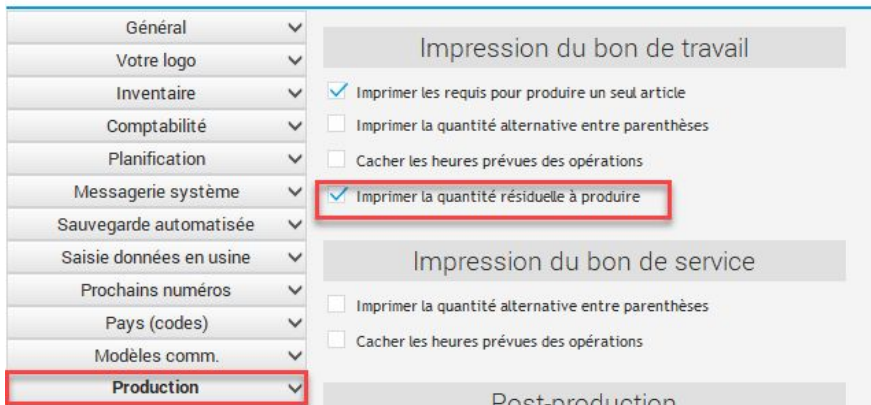 Général
Votre logo
Inventaire
Comptabilité
Planification
Messagerie système
Sauvegarde automatisée
Saisie données en usine
Prochains numéros
Pays (codes)
Modèles comm.
Production
Impression du bon de travail
Imprimer les requis pour produire un seul article
Imprimer la quantité alternative entre parenthèses
Cacher les heures prévues des opérations
Imprimer la quantité résiduelle à produire
Impression du bon de service
Imprimer la quantité alternative entre parenthèses
Cacher les heures prévues des opérations
Post-production